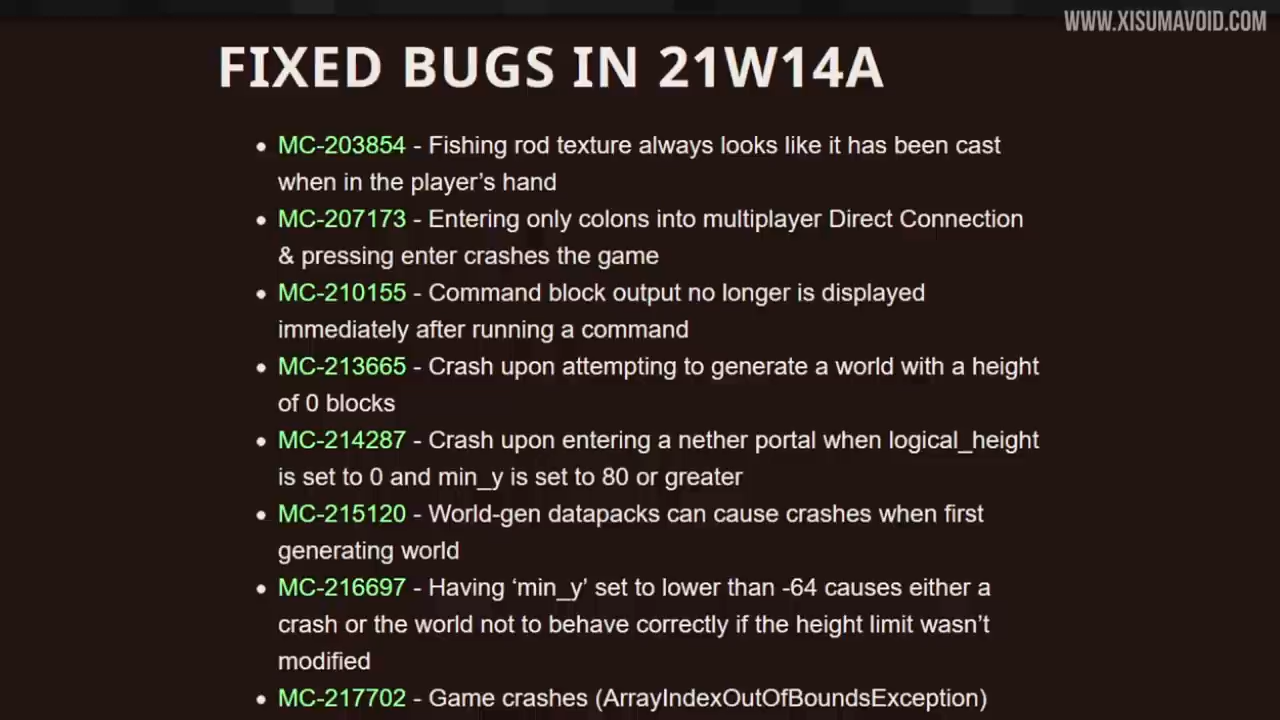 WWW.XISUMAVOID.COM
FIXED BUGS IN 21W14A
• MC-203854 - Fishing rod texture always looks like it has been cast
when in the player’s hand
• MC-207173 - Entering only colons into multiplayer Direct Connection
& pressing enter crashes the game
• MC-210155 - Command block output no longer is displayed
immediately after running a command
• MC-213665 - Crash upon attempting to generate a world with a height
of 0 blocks
• MC-214287 - Crash upon entering a nether portal when logical_height
is set to 0 and min_y is set to 80 or greater
• MC-215120 - World-gen datapacks can cause crashes when first
generating world
• MC-216697 - Having ‘min_y’ set to lower than -64 causes either a
crash or the world not to behave correctly if the height limit wasn’t
modified
• MC-217702 - Game crashes (ArrayIndexOutOfBoundsException)